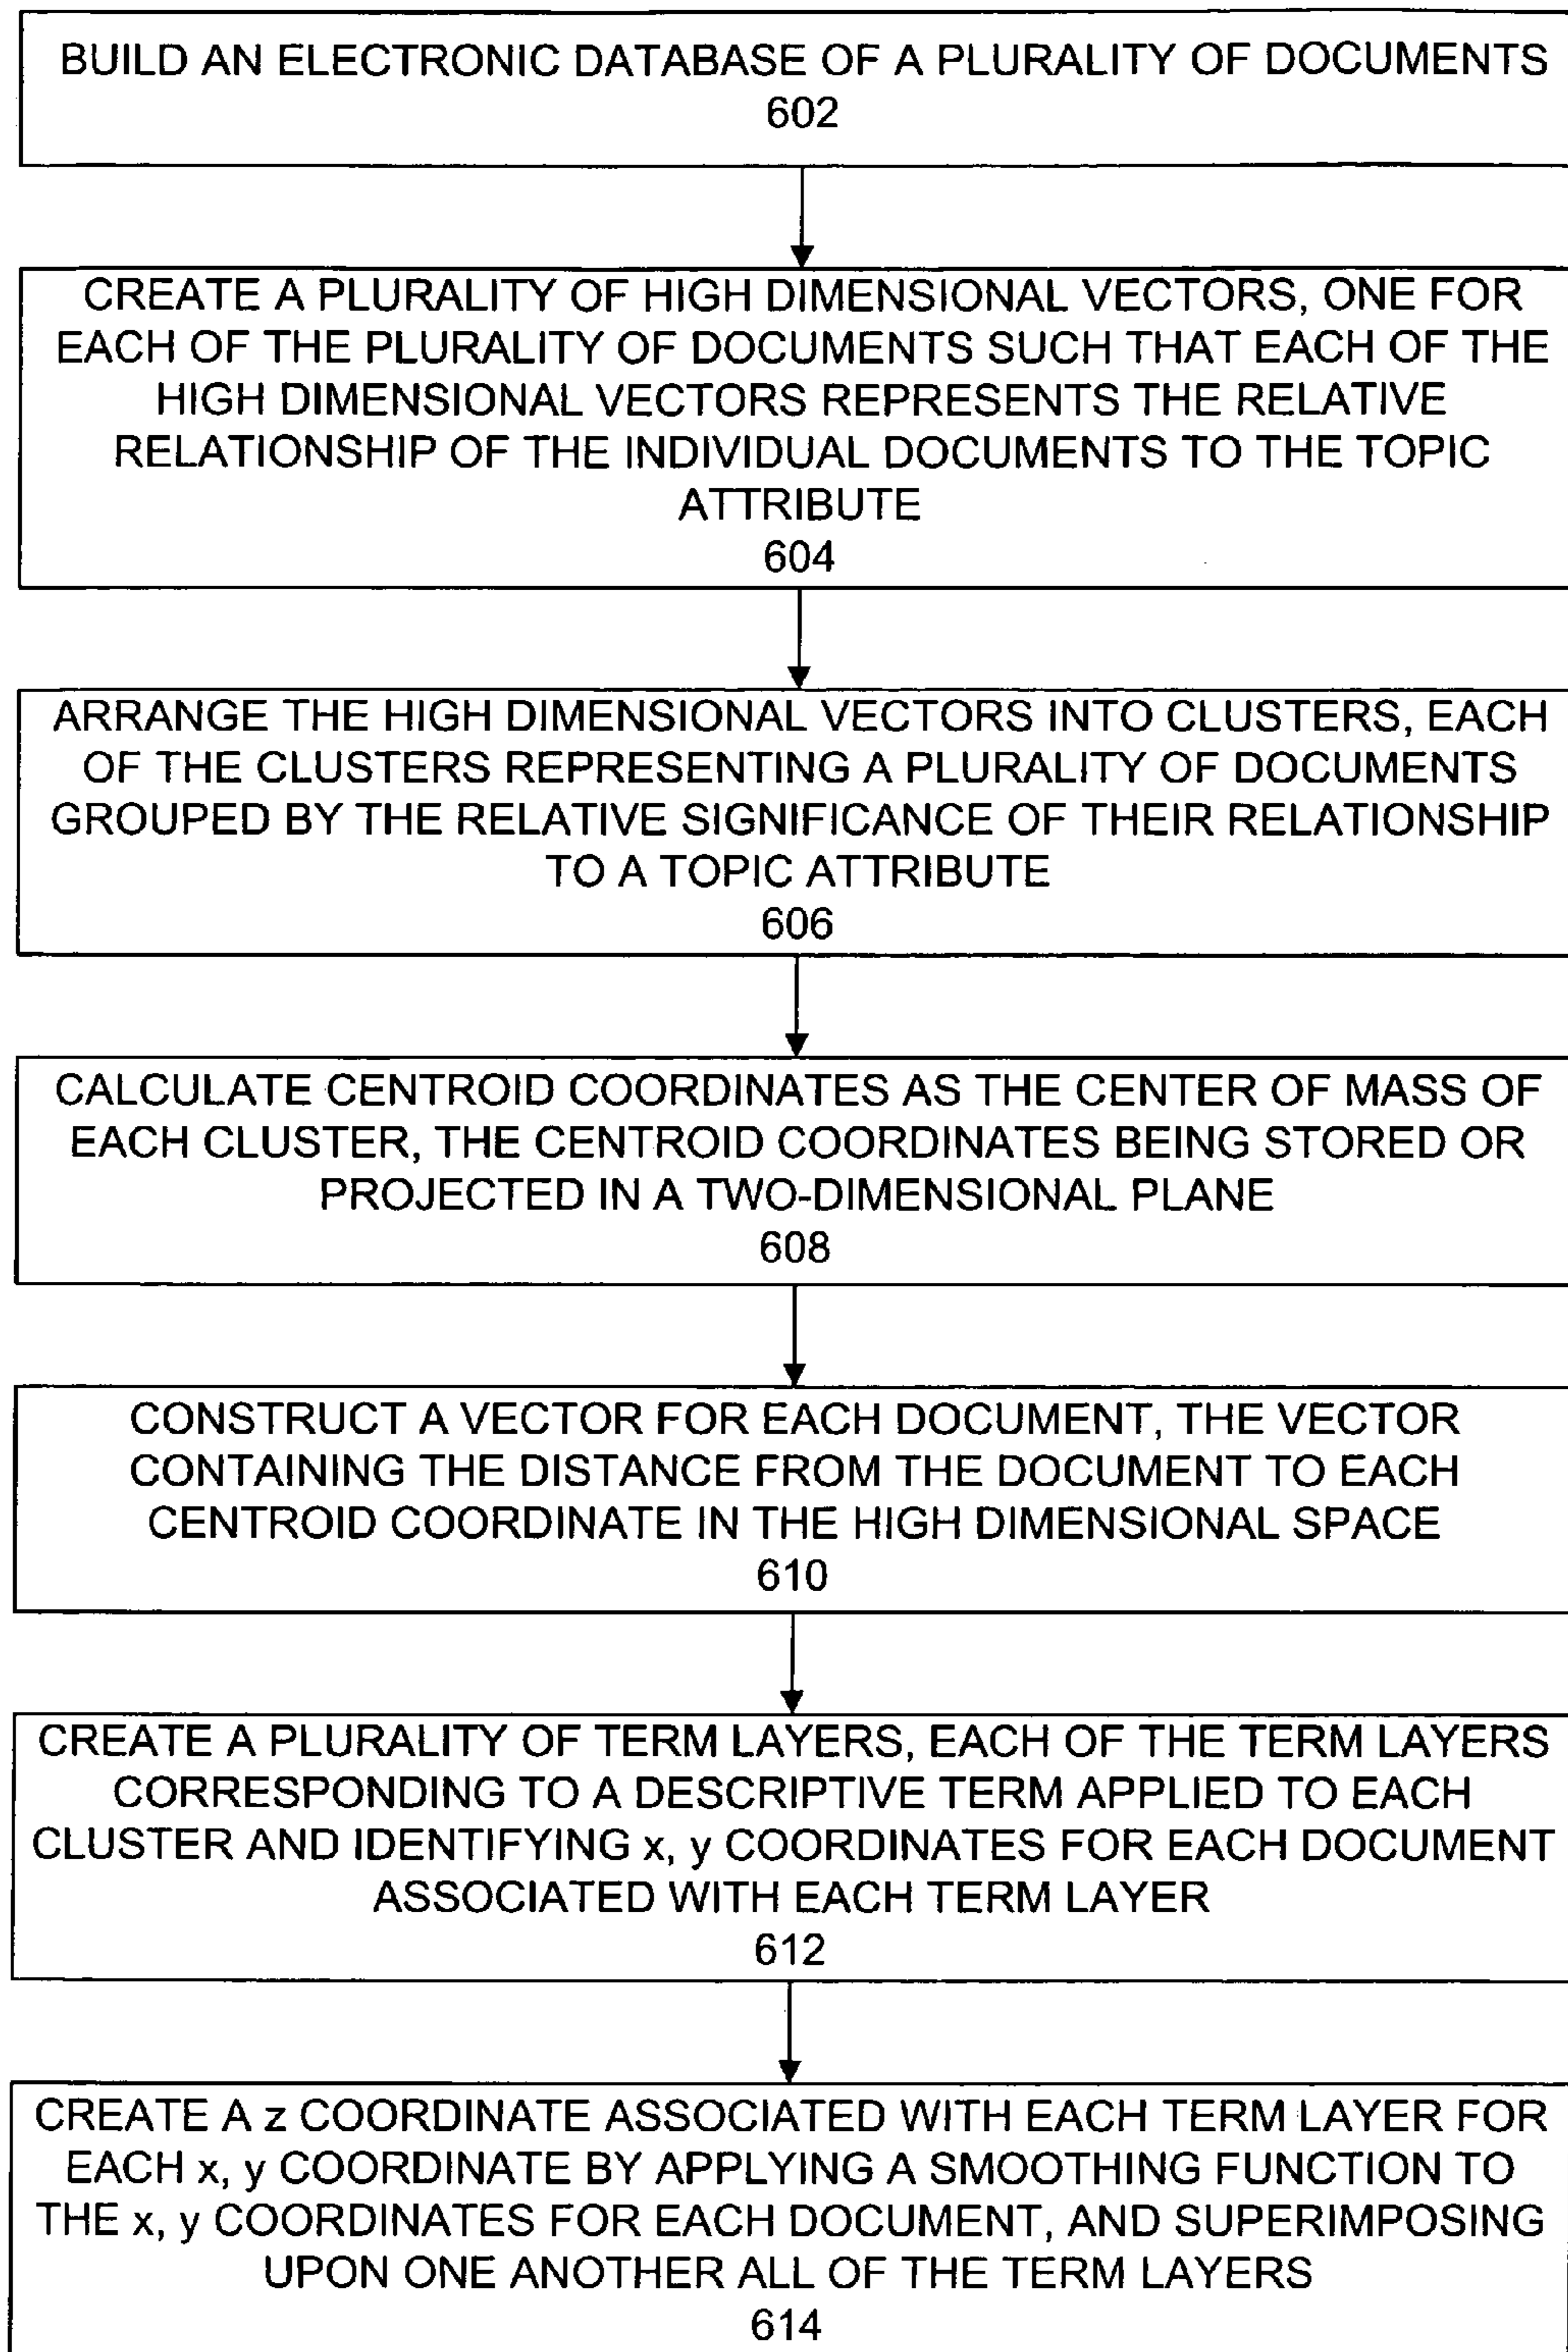 BUILD AN ELECTRONIC DATABASE OF A PLURALITY OF DOCUMENTS
602
CREATE A PLURALITY OF HIGH DIMENSIONAL VECTORS, ONE FOR
EACH OF THE PLURALITY OF DOCUMENTS SUCH THAT EACH OF THE
HIGH DIMENSIONAL VECTORS REPRESENTS THE RELATIVE
RELATIONSHIP OF THE INDIVIDUAL DOCUMENTS TO THE TOPIC
ATTRIBUTE
604
ARRANGE THE HIGH DIMENSIONAL VECTORS INTO CLUSTERS, EACH
OF THE CLUSTERS REPRESENTING A PLURALITY OF DOCUMENTS
GROUPED BY THE RELATIVE SIGNIFICANCE OF THEIR RELATIONSHIP
TO A TOPIC ATTRIBUTE
606
CALCULATE CENTROID COORDINATES AS THE CENTER OF MASS OF
EACH CLUSTER, THE CENTROID COORDINATES BEING STORED OR
PROJECTED IN A TWO-DIMENSIONAL PLANE
608
CONSTRUCT A VECTOR FOR EACH DOCUMENT, THE VECTOR
CONTAINING THE DISTANCE FROM THE DOCUMENT TO EACH
CENTROID COORDINATE IN THE HIGH DIMENSIONAL SPACE
610
CREATE A PLURALITY OF TERM LAYERS, EACH OF THE TERM LAYERS
CORRESPONDING TO A DESCRIPTIVE TERM APPLIED TO EACH
CLUSTER AND IDENTIFYING x, y COORDINATES FOR EACH DOCUMENT
ASSOCIATED WITH EACH TERM LAYER
612
CREATE A z COORDINATE ASSOCIATED WITH EACH TERM LAYER FOR
EACH x, y COORDINATE BY APPLYING A SMOOTHING FUNCTION TO
THE x, y COORDINATES FOR EACH DOCUMENT, AND SUPERIMPOSING
UPON ONE ANOTHER ALL OF THE TERM LAYERS
614